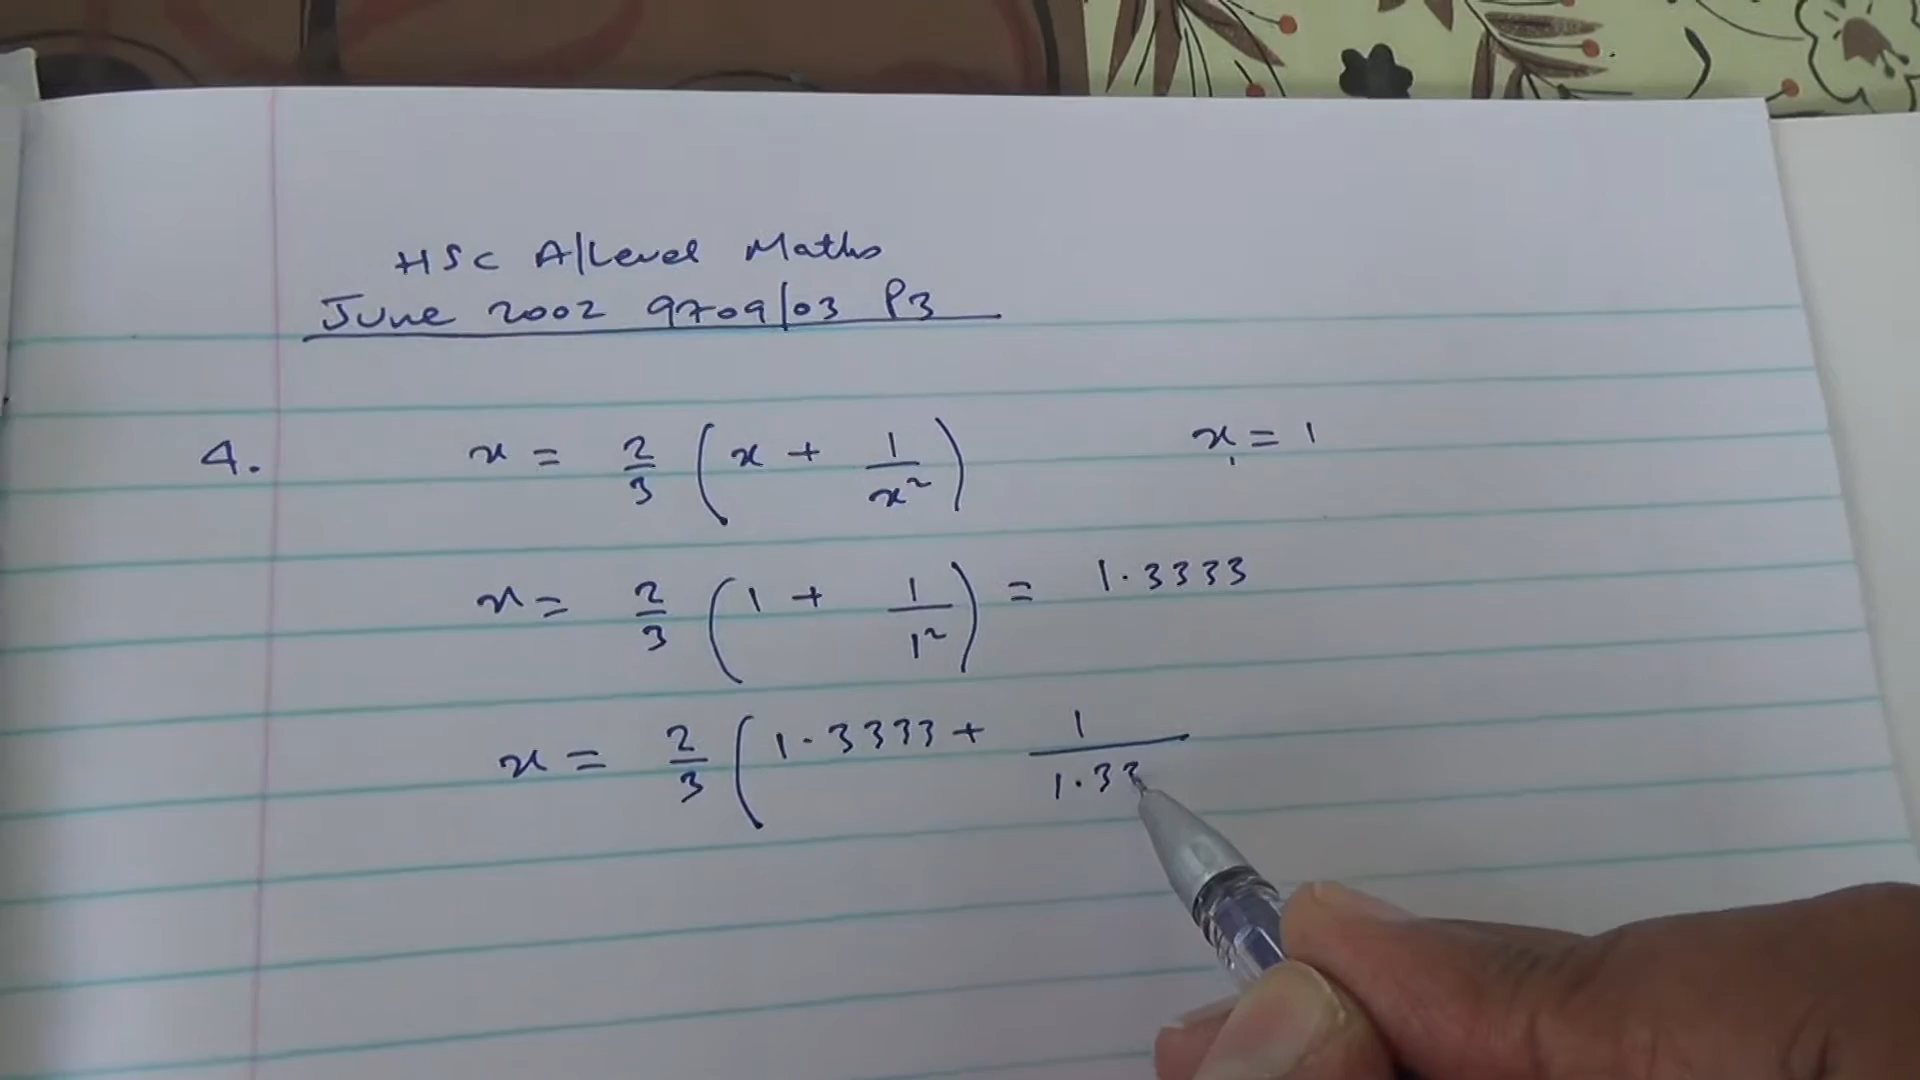 HSC A/Level Maths
June 2002 9709/03 P3
4. x = 2/3 (x + 1/x²) x₁ = 1
x = 2/3 (1 + 1/1²) = 1.3333
x = 2/3 (1.3333 + 1/1.33